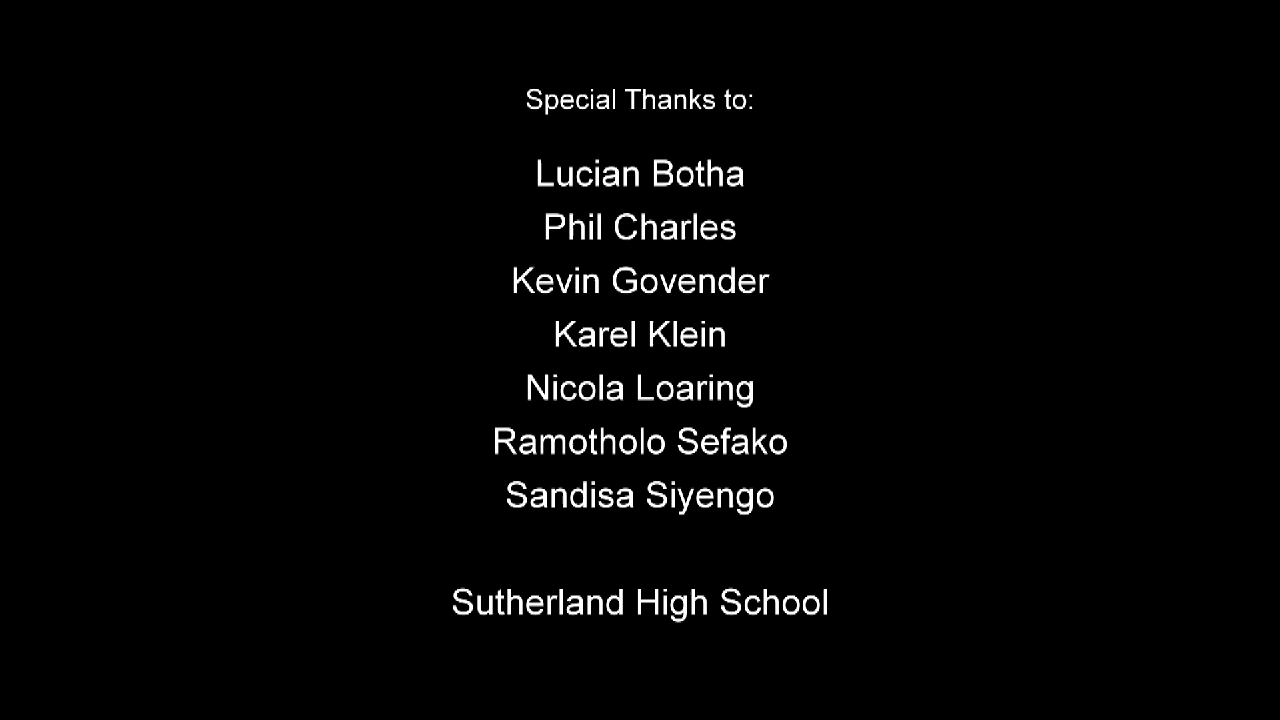 Special Thanks to:
Lucian Botha
Phil Charles
Kevin Govender
Karel Klein
Nicola Loaring
Ramotholo Sefako
Sandisa Siyengo
Sutherland High School